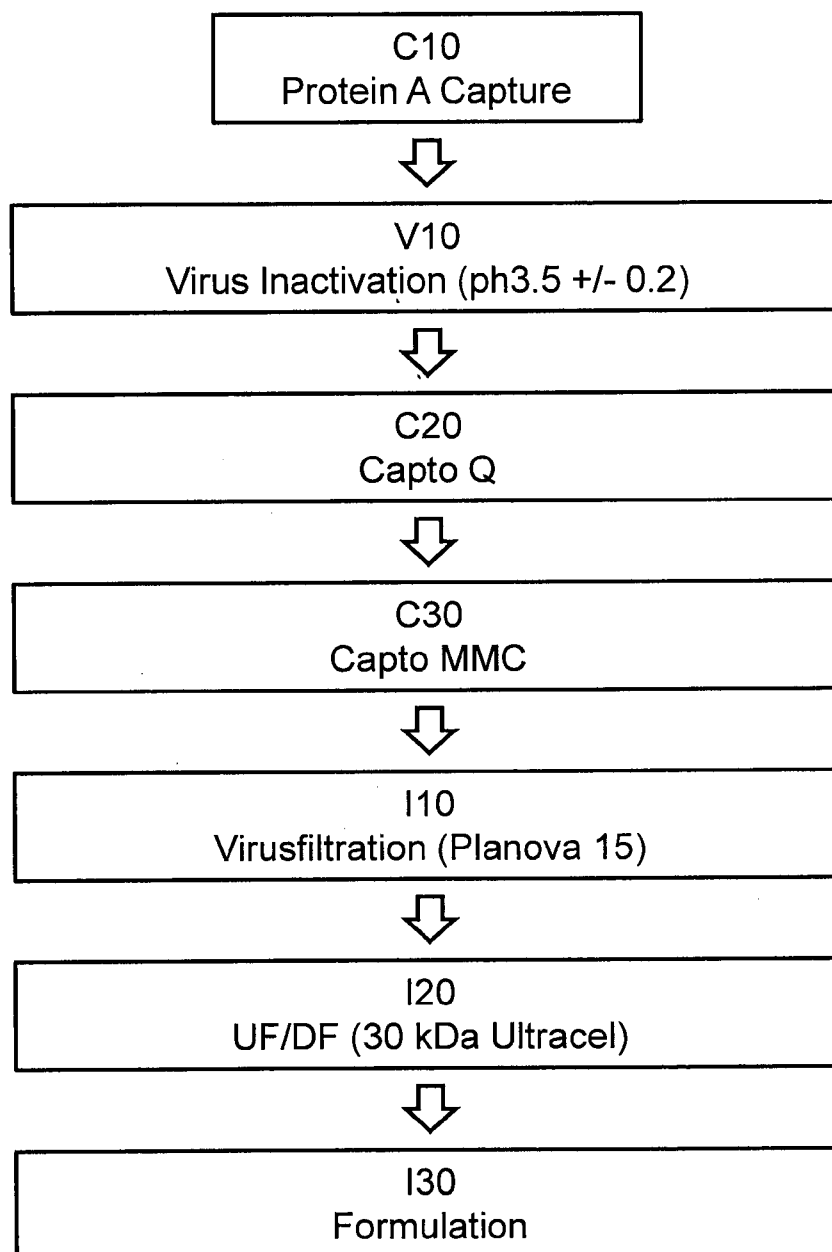 C10
Protein A Capture
V10
Virus Inactivation (ph3.5 +/- 0.2)
C20
Capto Q
C30
Capto MMC
I10
Virusfiltration (Planova 15)
I20
UF/DF (30 kDa Ultracel)
I30
Formulation